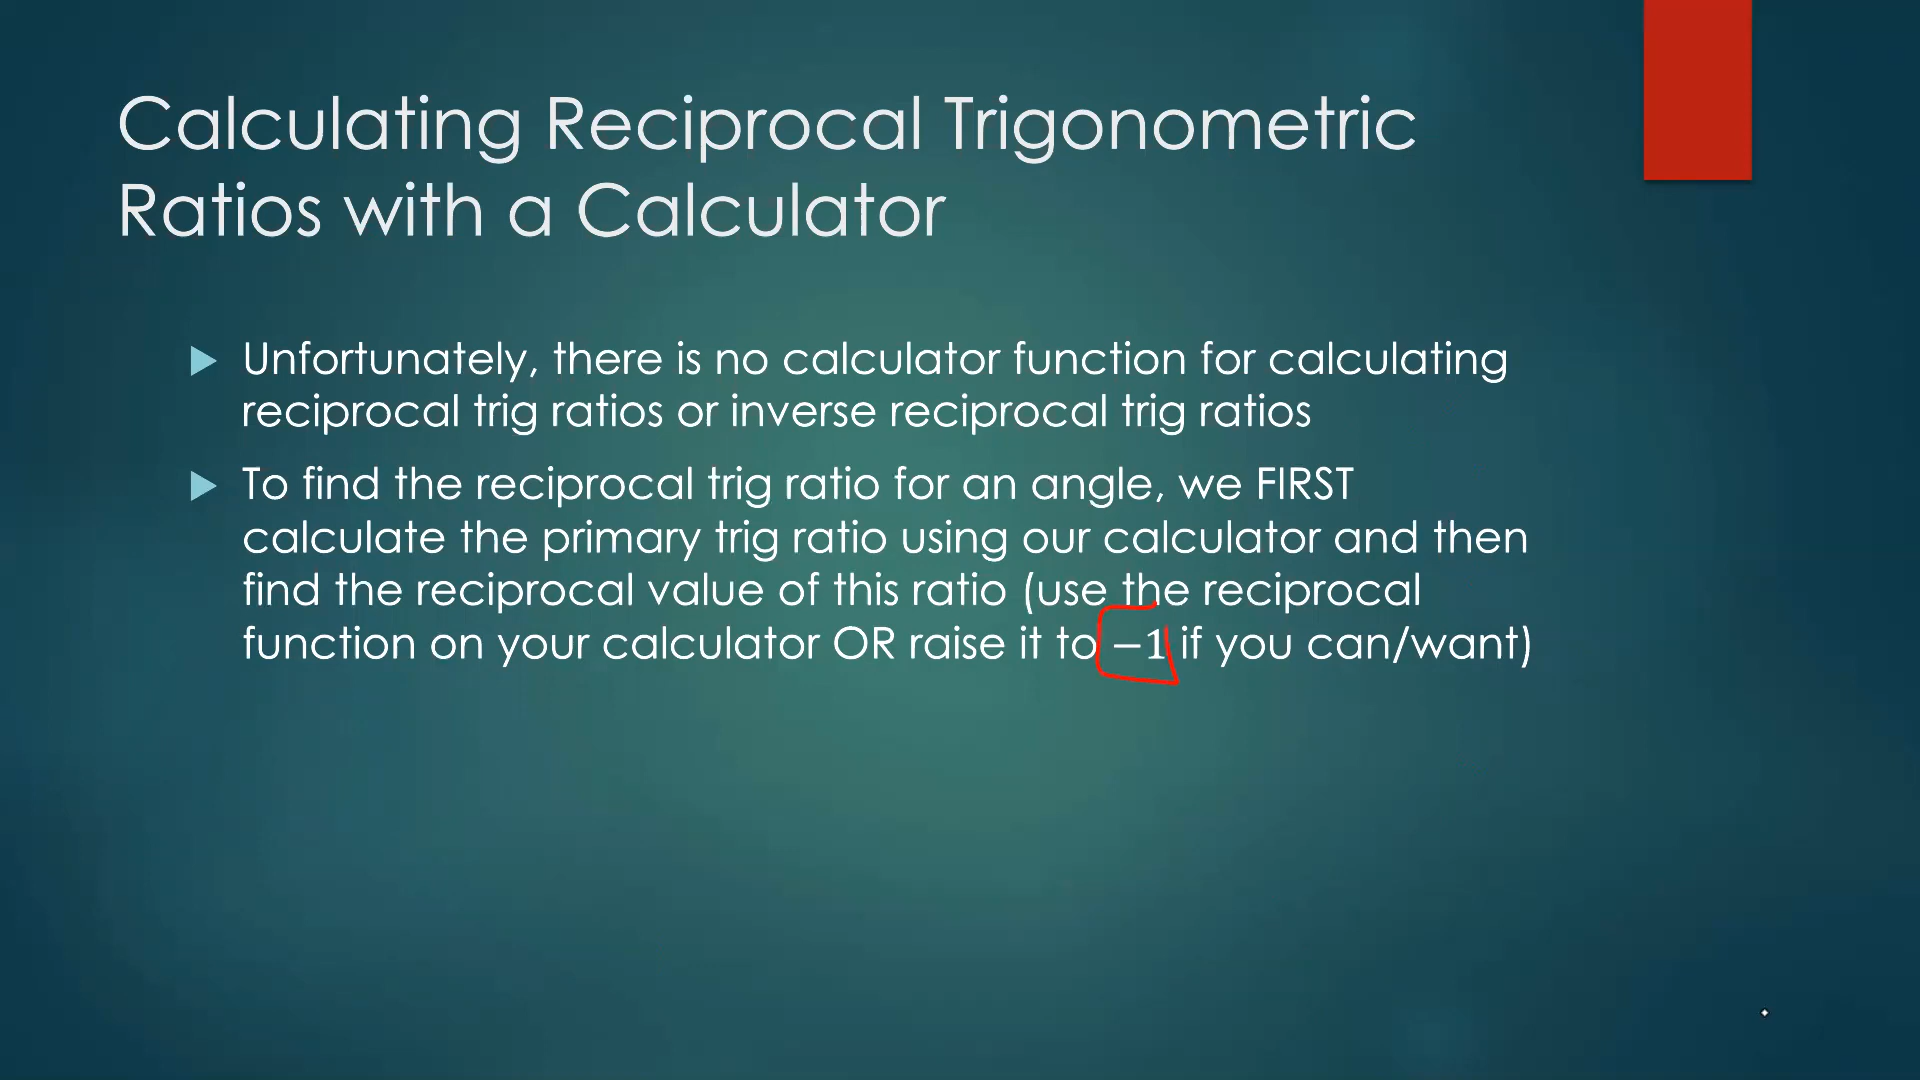 Calculating Reciprocal Trigonometric
Ratios with a Calculator
Unfortunately, there is no calculator function for calculating
reciprocal trig ratios or inverse reciprocal trig ratios
To find the reciprocal trig ratio for an angle, we FIRST
calculate the primary trig ratio using our calculator and then
find the reciprocal value of this ratio (use the reciprocal
function on your calculator OR raise it to −1 if you can/want)